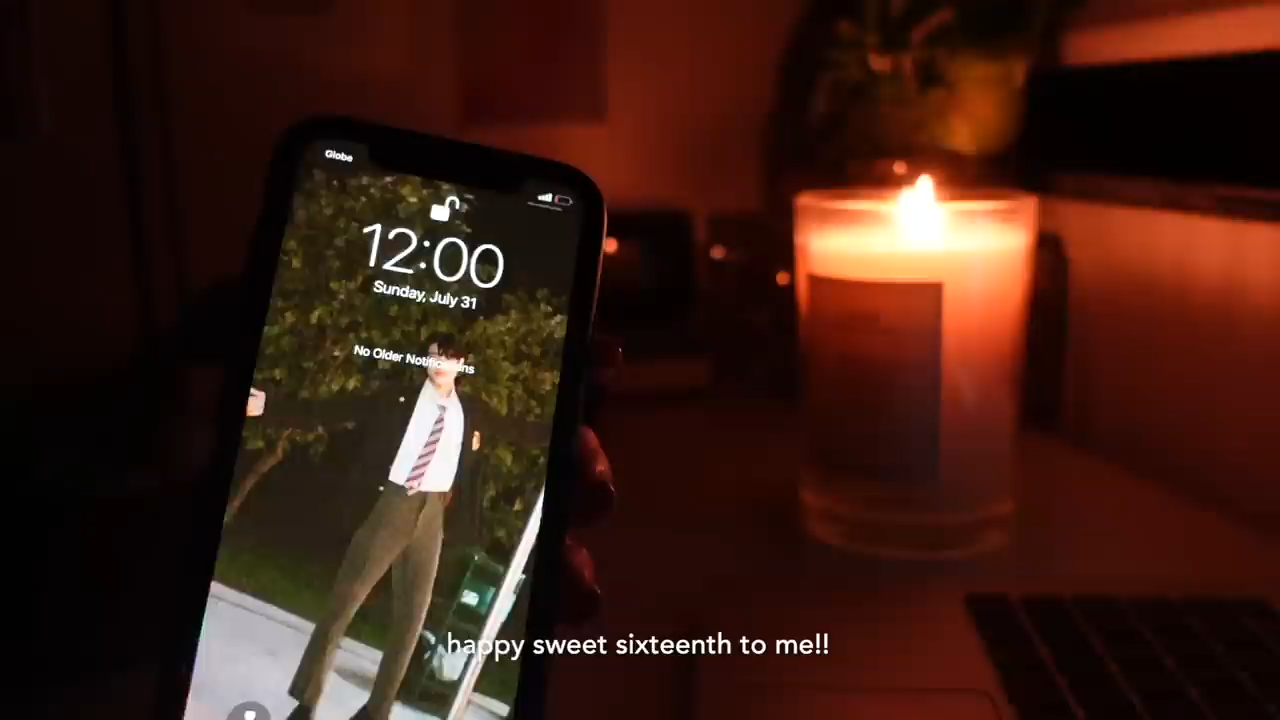 Globe
12:00
Sunday, July 31
No Older Notifications
happy sweet sixteenth to me!!